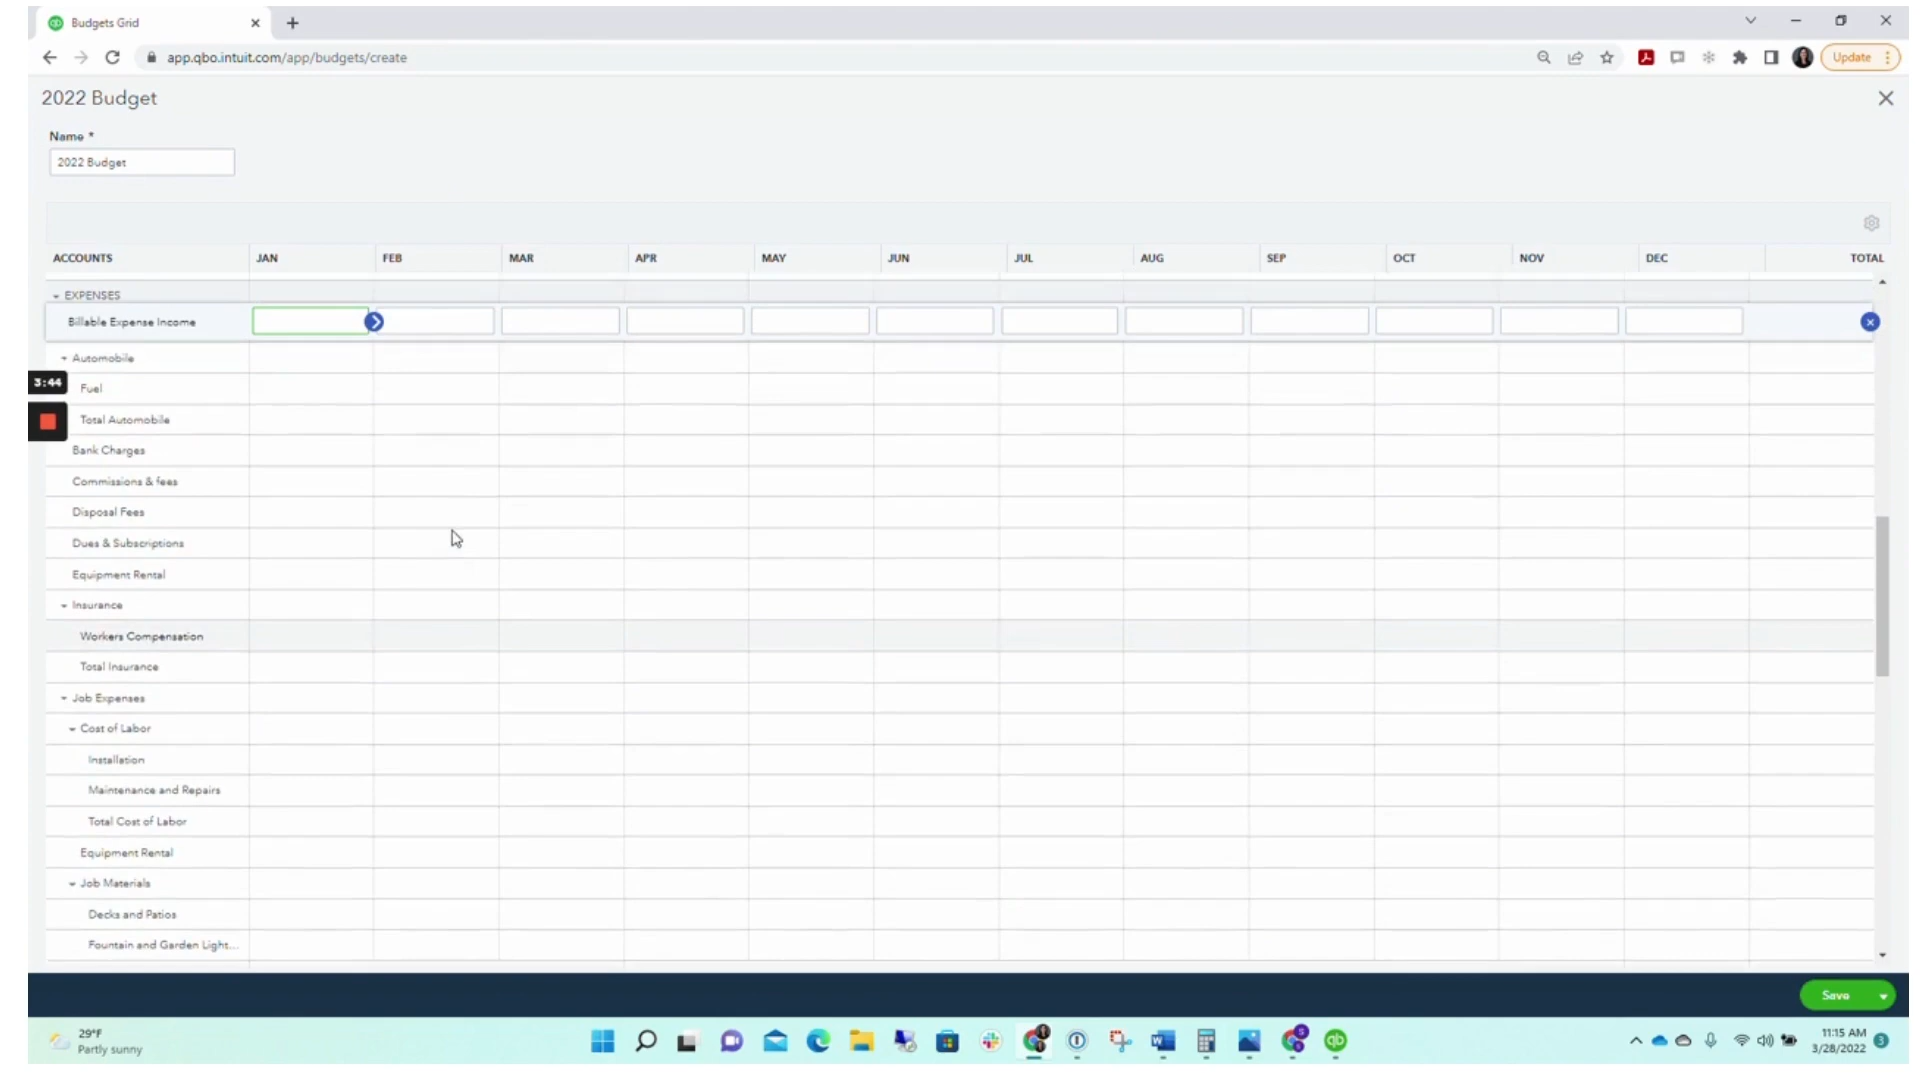 Budgets Grid
app.qbo.intuit.com/app/budgets/create
Update
2022 Budget
Name *
2022 Budget
ACCOUNTS JAN FEB MAR APR MAY JUN JUL AUG SEP OCT NOV DEC TOTAL
EXPENSES
Billable Expense Income
Automobile
3:44
Fuel
Total Automobile
Bank Charges
Commissions & fees
Disposal Fees
Dues & Subscriptions
Equipment Rental
Insurance
Workers Compensation
Total Insurance
Job Expenses
Cost of Labor
Installation
Maintenance and Repairs
Total Cost of Labor
Equipment Rental
Job Materials
Decks and Patios
Fountain and Garden Light...
Save
29°F
Partly sunny
11:15 AM
3/28/2022
3